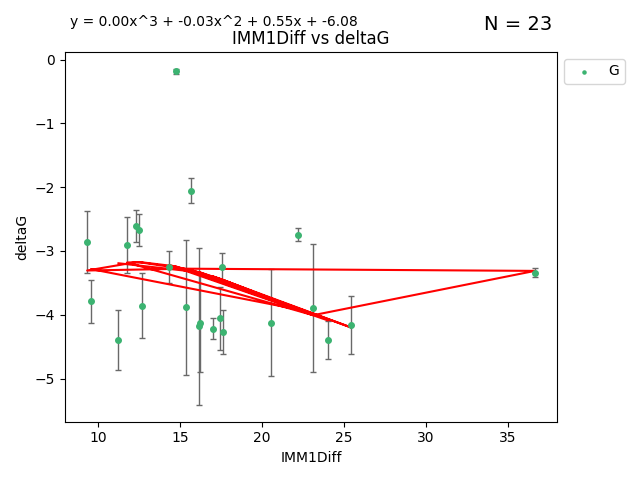 y = 0.00x^3 + -0.03x^2 + 0.55x + -6.08
N = 23
IMM1Diff vs deltaG
G
0
−1
−2
−3
−4
−5
deltaG
10 15 20 25 30 35
IMM1Diff